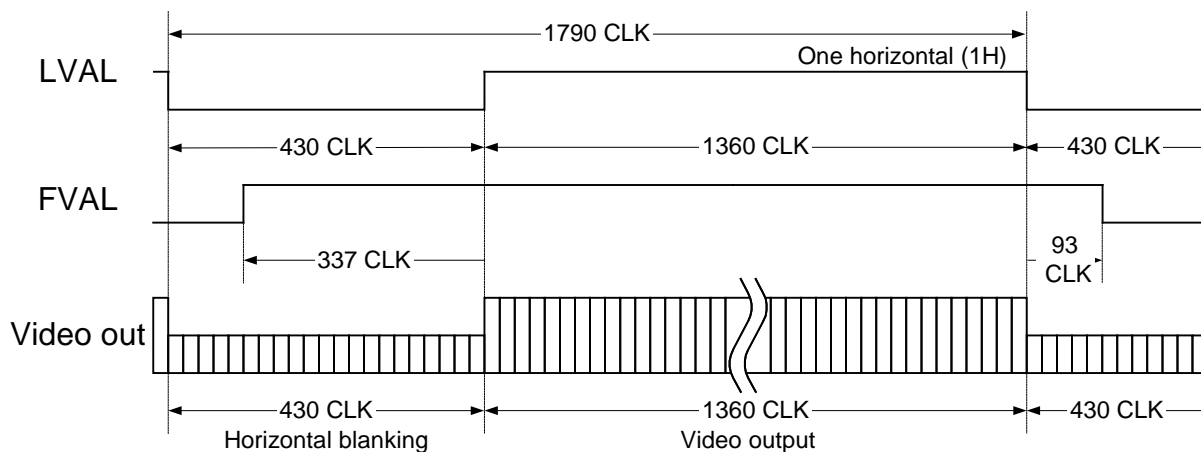 1790 CLK
One horizontal (1H)
LVAL
430 CLK
1360 CLK
430 CLK
FVAL
337 CLK
93
CLK
Video out
430 CLK
1360 CLK
430 CLK
Horizontal blanking
Video output